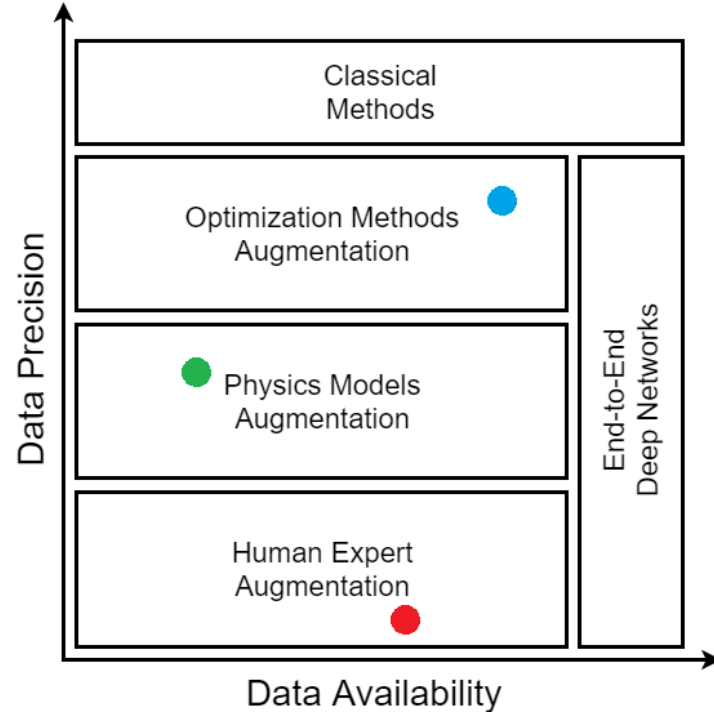 Classical
Methods
Optimization Methods
Augmentation
Physics Models
Augmentation
Human Expert
Augmentation
End-to-End
Deep Networks
Data Precision
Data Availability